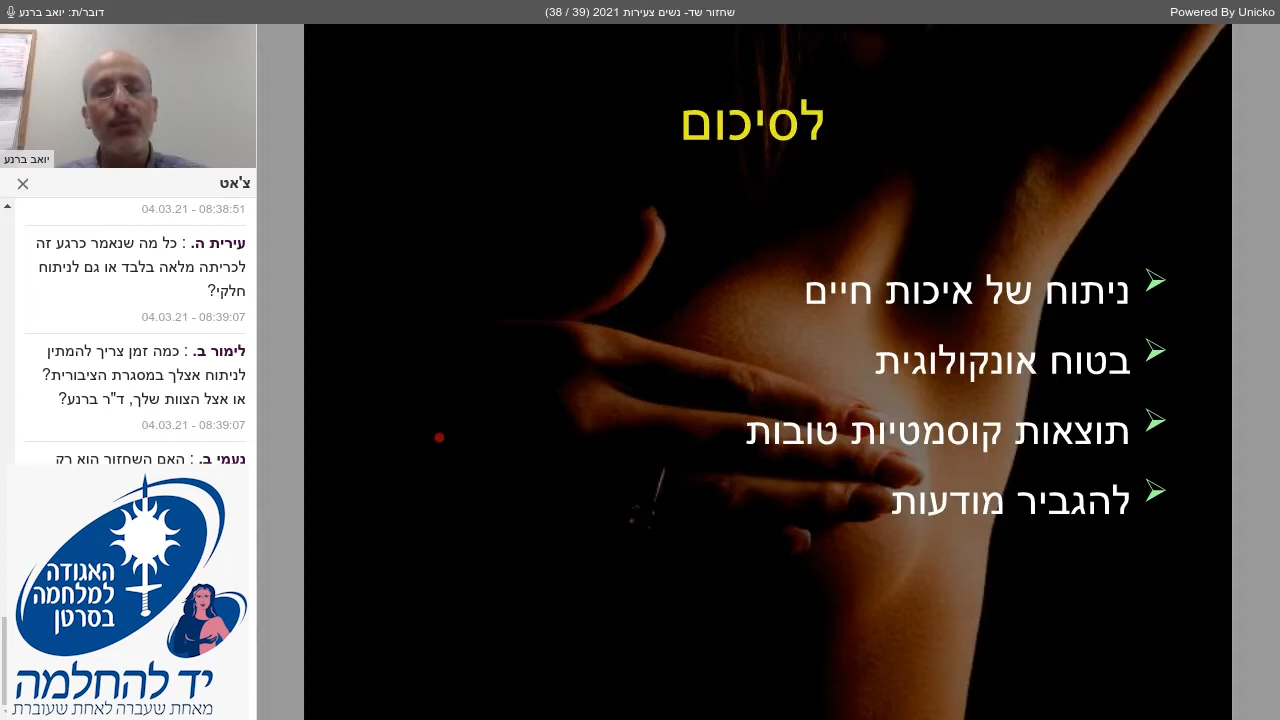 דובר/ת: יואב ברנע
שחזור שד- נשים צעירות 2021 (39 / 38)
Powered By Unicko
יואב ברנע
צ'אט
04.03.21 - 08:38:51
עירית ה. : כל מה שנאמר כרגע זה
לכריתה מלאה בלבד או גם לניתוח
חלקי?
04.03.21 - 08:39:07
לימור ב. : כמה זמן צריך להמתין
לניתוח אצלך במסגרת הציבורית?
או אצל הצוות שלך, ד"ר ברנע?
04.03.21 - 08:39:07
נעמי ב. : האם השחזור הוא רק
האגודה
למלחמה
בסרטן
יד להחלמה
מאחת שעברה לאחת שעוברת
לסיכום
ניתוח של איכות חיים
בטוח אונקולוגית
תוצאות קוסמטיות טובות
להגביר מודעות